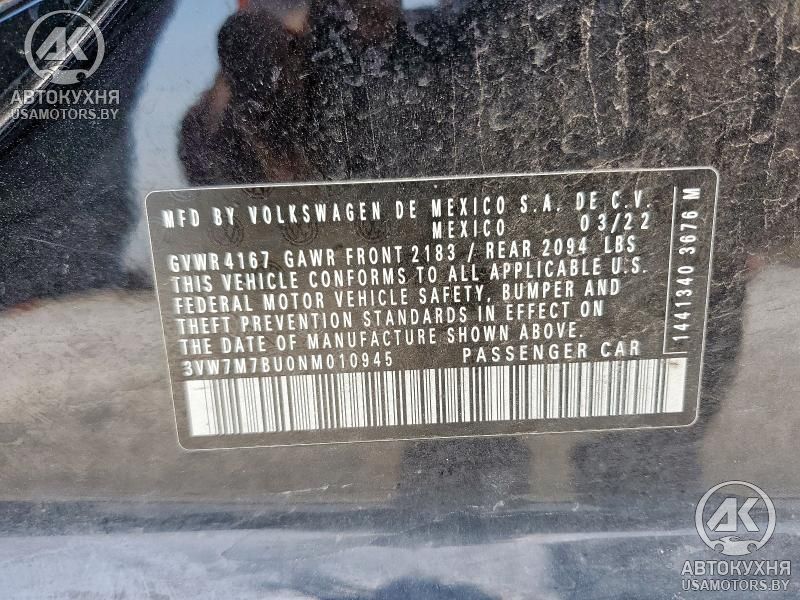 AK
АВТОКУХНЯ
USAMOTORS.BY
MFD BY VOLKSWAGEN DE MEXICO S.A. DE C.V.
MEXICO 03/22
GVWR 4167 GAWR FRONT 2183 / REAR 2094 LBS
THIS VEHICLE CONFORMS TO ALL APPLICABLE U.S.
FEDERAL MOTOR VEHICLE SAFETY, BUMPER AND
THEFT PREVENTION STANDARDS IN EFFECT ON
THE DATE OF MANUFACTURE SHOWN ABOVE.
3VW7M7BU0NM010945 PASSENGER CAR
1441340 3676 M
AK
АВТОКУХНЯ
USAMOTORS.BY